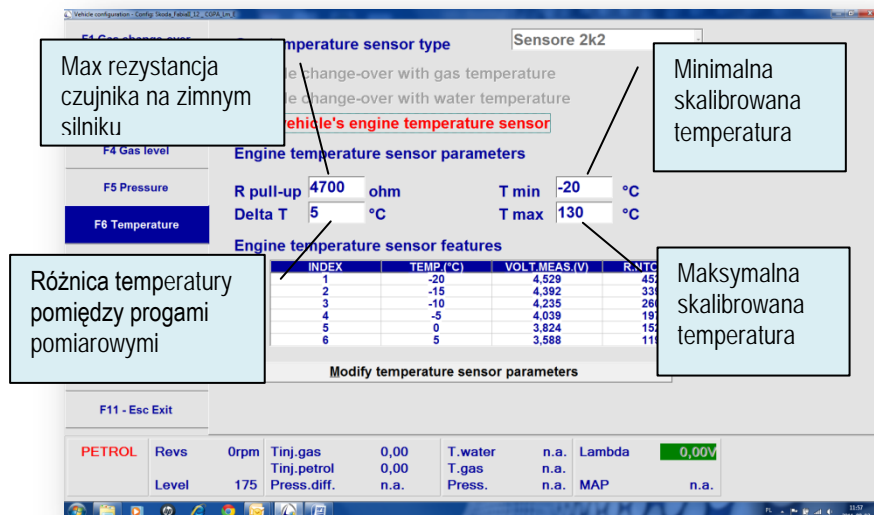 Vehicle configuration - Config: Skoda_FabiaII_12_
F1 Gas change-over
temperature sensor type
Sensore 2k2
Max rezystancja
czujnika na zimnym
silniku
Minimalna
skalibrowana
temperatura
change-over with gas temperature
change-over with water temperature
vehicle's engine temperature sensor
F4 Gas level
Engine temperature sensor parameters
F5 Pressure
R pull-up 4700 ohm T min -20 °C
Delta T 5 °C T max 130 °C
F6 Temperature
Engine temperature sensor features
Różnica temperatury
pomiędzy progami
pomiarowymi
Maksymalna
skalibrowana
temperatura
INDEX TEMP.(°C) VOLT.MEAS.(V) R.NTC
1 -20 4,529
2 -15 4,392
3 -10 4,235
4 -5 4,039
5 0 3,824
6 5 3,588
Modify temperature sensor parameters
F11 - Esc Exit
PETROL Revs 0rpm Tinj.gas 0,00 T.water n.a. Lambda 0,00V
Tinj.petrol 0,00 T.gas n.a.
Level 175 Press.diff. n.a. Press. n.a. MAP n.a.
PL 11:57